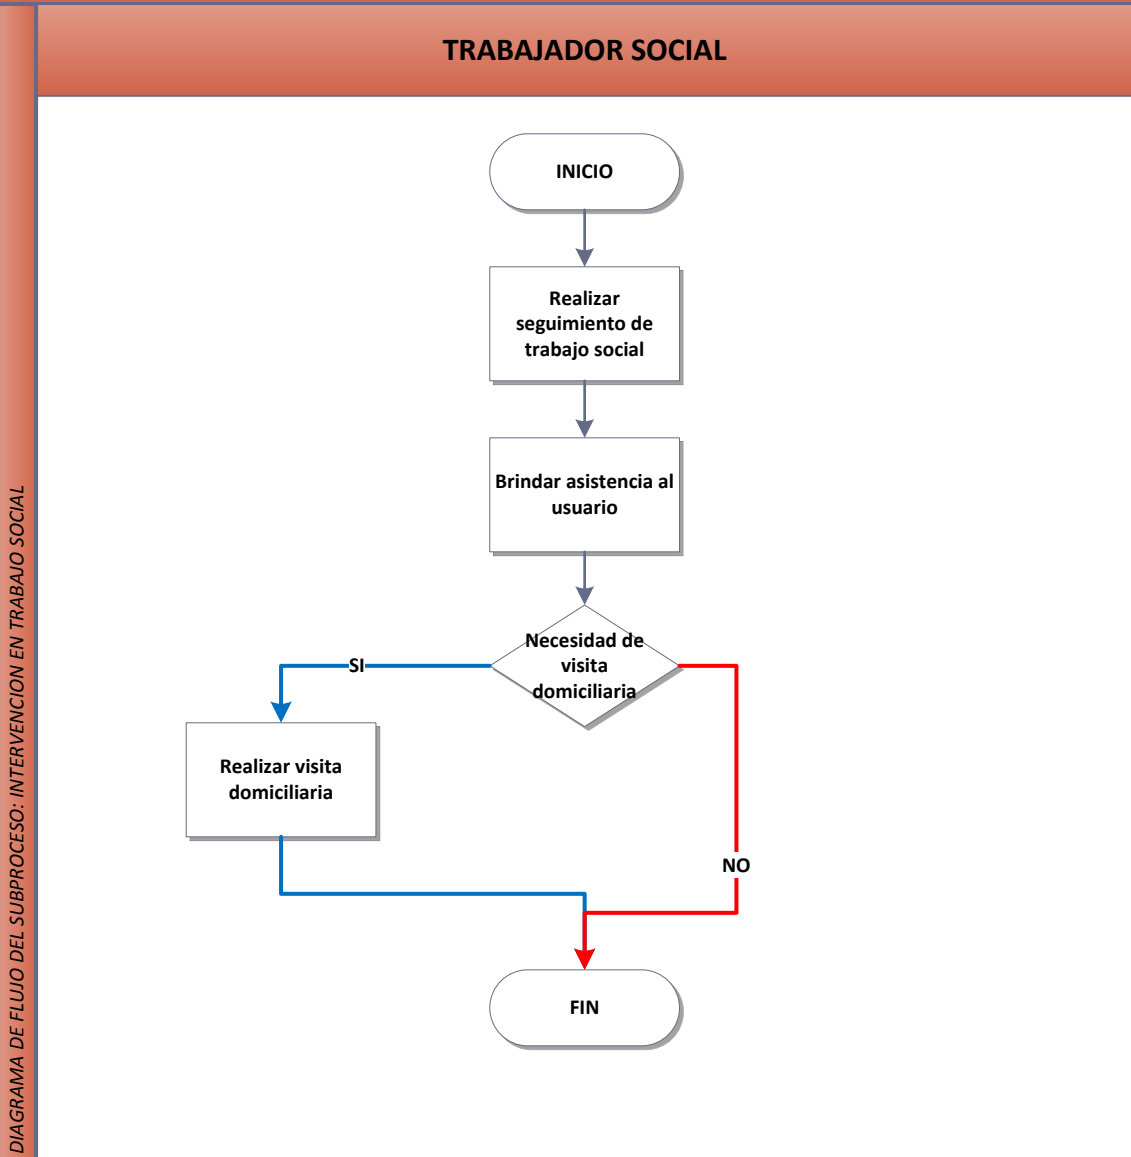 TRABAJADOR SOCIAL
DIAGRAMA DE FLUJO DEL SUBPROCESO: INTERVENCION EN TRABAJO SOCIAL
INICIO
Realizar
seguimiento de
trabajo social
Brindar asistencia al
usuario
Necesidad de
visita
domiciliaria
SI
Realizar visita
domiciliaria
NO
FIN